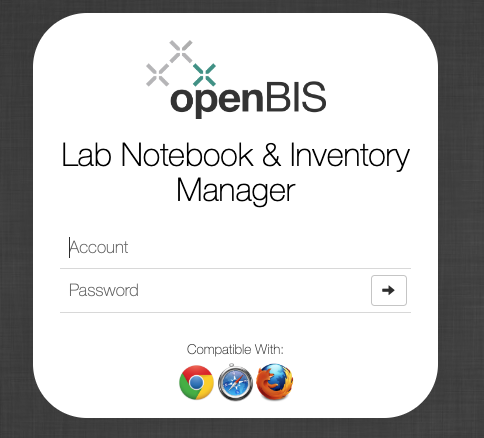 openBIS
Lab Notebook & Inventory
Manager
Account
Password
Compatible With: